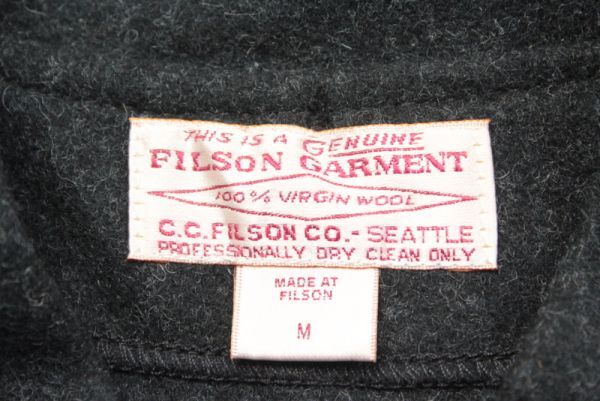 THIS IS A GENUINE
FILSON GARMENT
100% VIRGIN WOOL
C.C. FILSON CO. - SEATTLE
PROFESSIONALLY DRY CLEAN ONLY
MADE AT
FILSON
M